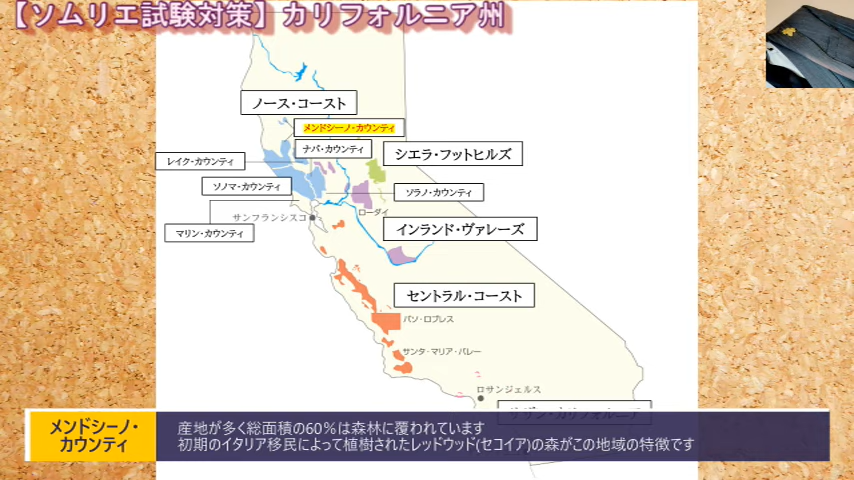 【ソムリエ試験対策】カリフォルニア州
ノース・コースト
メンドシーノ・カウンティ
ナパ・カウンティ
シエラ・フットヒルズ
レイク・カウンティ
ソノマ・カウンティ
ソラノ・カウンティ
ローダイ
サンフランシスコ
マリン・カウンティ
インランド・ヴァレーズ
セントラル・コースト
パソ・ロブレス
サンタ・マリア・バレー
ロサンジェルス
メンドシーノ・
カウンティ
産地が多く総面積の60%は森林に覆われています
初期のイタリア移民によって植樹されたレッドウッド(セコイア)の森がこの地域の特徴です